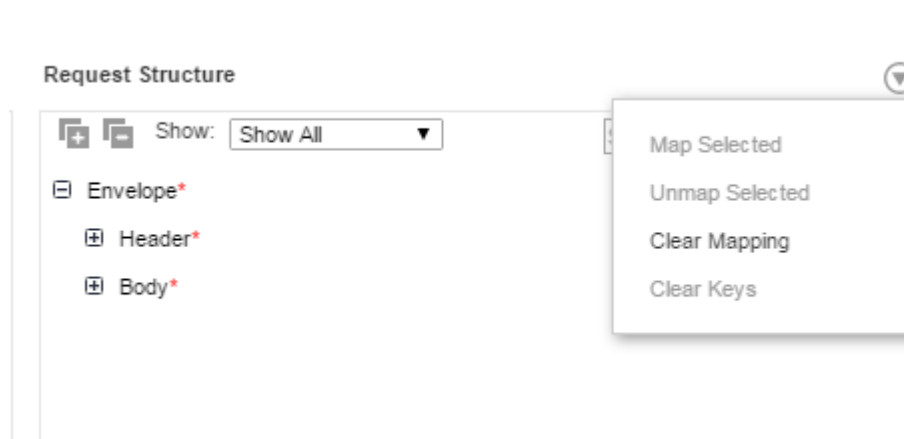 Request Structure
Show: Show All
Envelope*
Header*
Body*
Map Selected
Unmap Selected
Clear Mapping
Clear Keys